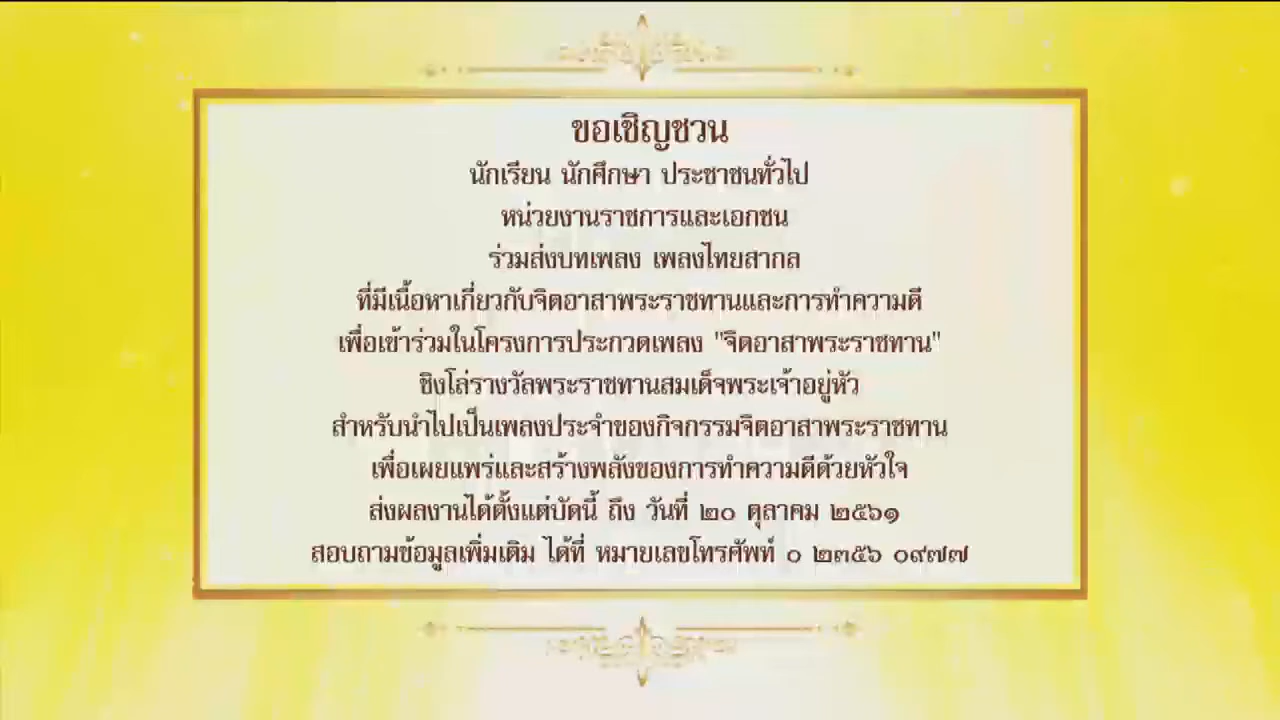 ขอเชิญชวน
นักเรียน นักศึกษา ประชาชนทั่วไป
หน่วยงานราชการและเอกชน
ร่วมส่งบทเพลง เพลงไทยสากล
ที่มีเนื้อหาเกี่ยวกับจิตอาสาพระราชทานและการทำความดี
เพื่อเข้าร่วมในโครงการประกวดเพลง "จิตอาสาพระราชทาน"
ชิงโล่รางวัลพระราชทานสมเด็จพระเจ้าอยู่หัว
สำหรับนำไปเป็นเพลงประจำของกิจกรรมจิตอาสาพระราชทาน
เพื่อเผยแพร่และสร้างพลังของการทำความดีด้วยหัวใจ
ส่งผลงานได้ตั้งแต่บัดนี้ ถึง วันที่ ๒๐ ตุลาคม ๒๕๖๑
สอบถามข้อมูลเพิ่มเติม ได้ที่ หมายเลขโทรศัพท์ ๐ ๒๓๕๖ ๐๙๗๗